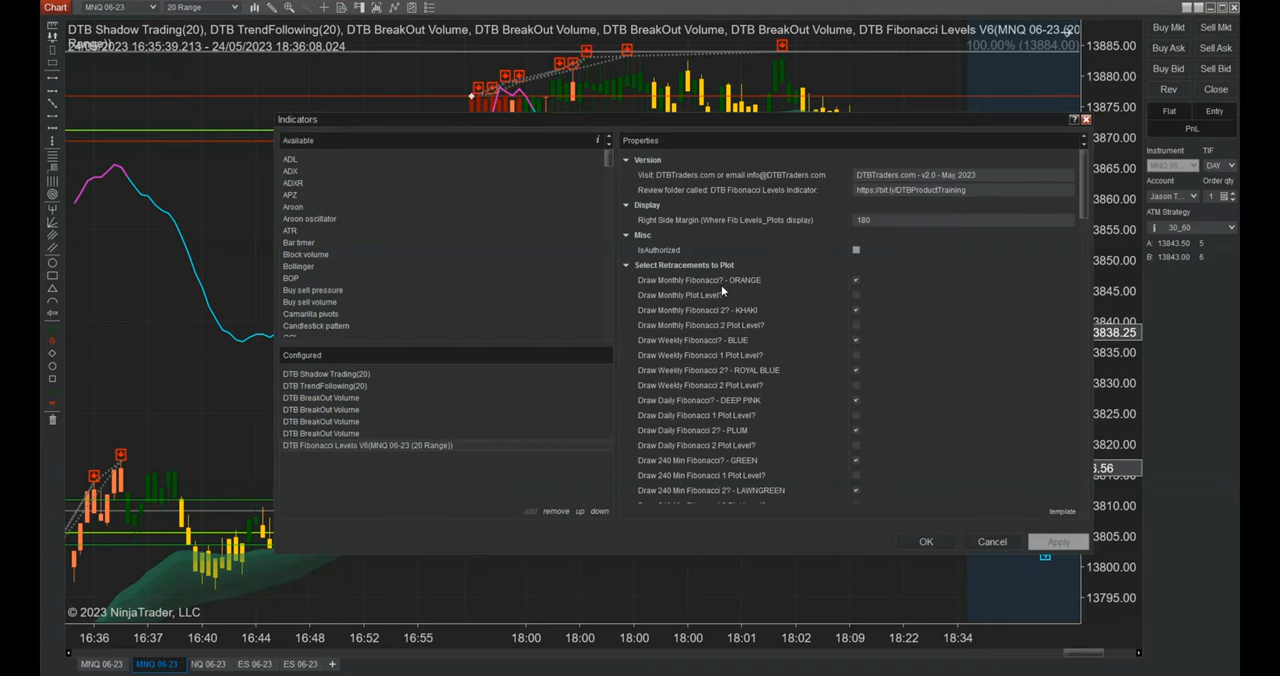 Chart MNQ 06-23 20 Range
DTB Shadow Trading(20), DTB TrendFollowing(20), DTB BreakOut Volume, DTB BreakOut Volume, DTB BreakOut Volume, DTB BreakOut Volume, DTB Fibonacci Levels V6(MNQ 06-23 (20
Range))
24/05/2023 16:35:39.213 - 24/05/2023 18:36:08.024
100.00% (13884.00)
Indicators
Available
ADL
ADX
ADXR
APZ
Aroon
Aroon oscillator
ATR
Bar timer
Block volume
Bollinger
BOP
Buy sell pressure
Buy sell volume
Camarilla pivots
Candlestick pattern
Configured
DTB Shadow Trading(20)
DTB TrendFollowing(20)
DTB BreakOut Volume
DTB BreakOut Volume
DTB BreakOut Volume
DTB BreakOut Volume
DTB Fibonacci Levels V6(MNQ 06-23 (20 Range))
add remove up down
Properties
Version
Visit: DTBTraders.com or email info@DTBTraders.com DTBTraders.com - v2.0 - May, 2023
Review folder called: DTB Fibonacci Levels Indicator: https://bit.ly/DTBProductTraining
Display
Right Side Margin (Where Fib Levels_Plots display) 180
Misc
IsAuthorized
Select Retracements to Plot
Draw Monthly Fibonacci? - ORANGE
Draw Monthly Plot Level?
Draw Monthly Fibonacci 2? - KHAKI
Draw Monthly Fibonacci 2 Plot Level?
Draw Weekly Fibonacci? - BLUE
Draw Weekly Fibonacci 1 Plot Level?
Draw Weekly Fibonacci 2? - ROYAL BLUE
Draw Weekly Fibonacci 2 Plot Level?
Draw Daily Fibonacci? - DEEP PINK
Draw Daily Fibonacci 1 Plot Level?
Draw Daily Fibonacci 2? - PLUM
Draw Daily Fibonacci 2 Plot Level?
Draw 240 Min Fibonacci? - GREEN
Draw 240 Min Fibonacci 1 Plot Level?
Draw 240 Min Fibonacci 2? - LAWNGREEN
template
OK Cancel Apply
13885.00
13880.00
13875.00
13870.00
13865.00
13860.00
13855.00
13850.00
13845.00
13840.00
13838.25
13835.00
13830.00
13825.00
13820.00
6.56
13810.00
13805.00
13800.00
13795.00
Buy Mkt Sell Mkt
Buy Ask Sell Ask
Buy Bid Sell Bid
Rev Close
Flat Entry
PnL
Instrument TIF
MNQ 06- DAY
Account Order qty
Jason T... 1
ATM Strategy
30_60
A: 13843.50 5
B: 13843.00 6
© 2023 NinjaTrader, LLC
16:36 16:37 16:40 16:44 16:48 16:52 16:55 18:00 18:00 18:00 18:00 18:01 18:02 18:09 18:22 18:34
MNQ 06-23 MNQ 06-23 NQ 06-23 ES 06-23 ES 06-23 +